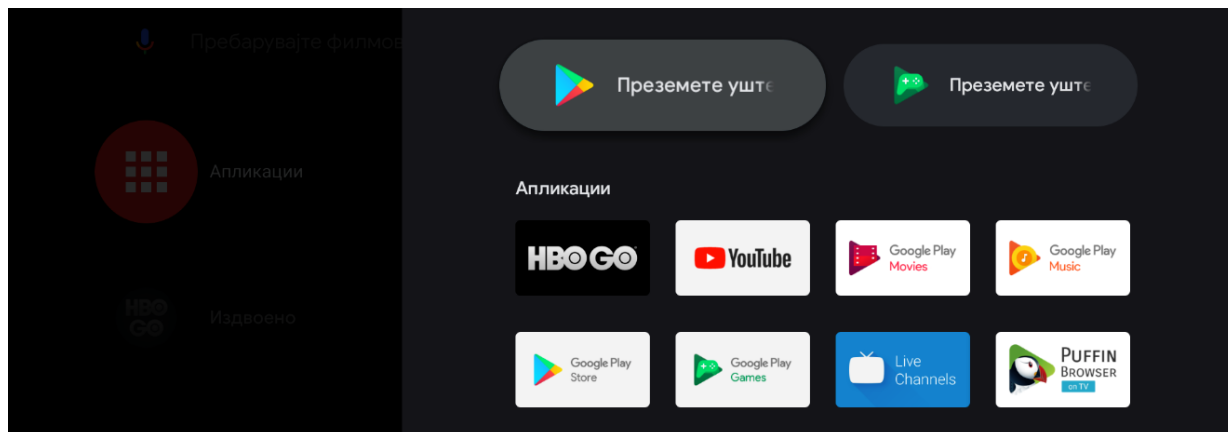 Пребарувајте филмов
Апликации
HBO GO
Издвоено
Преземете уште
Преземете уште
Апликации
HBO GO
YouTube
Google Play
Movies
Google Play
Music
Google Play
Store
Google Play
Games
Live
Channels
PUFFIN
BROWSER
on TV